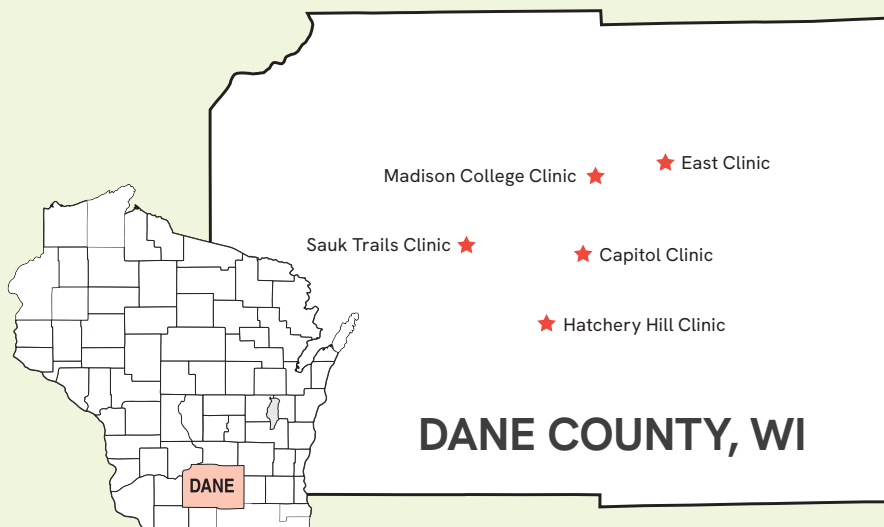 East Clinic
Madison College Clinic
Sauk Trails Clinic
Capitol Clinic
Hatchery Hill Clinic
DANE COUNTY, WI
DANE